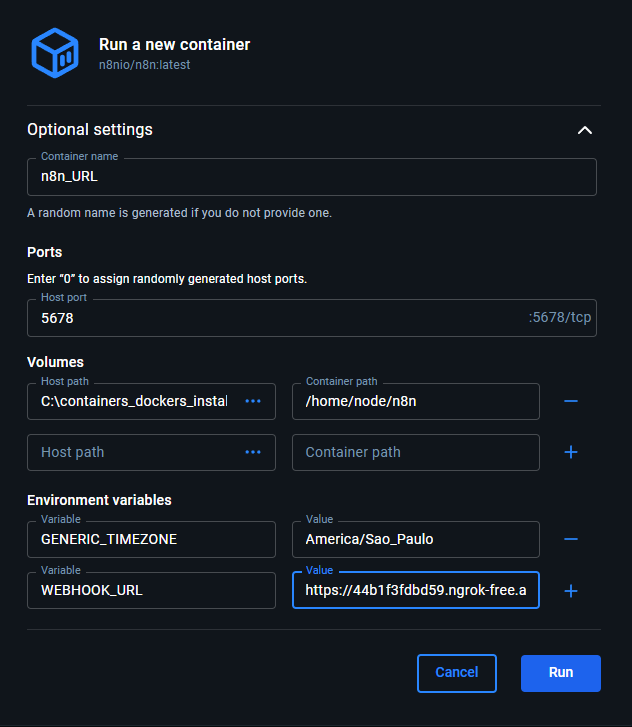 Run a new container
n8nio/n8n:latest
Optional settings
Container name
n8n_URL
A random name is generated if you do not provide one.
Ports
Enter “0” to assign randomly generated host ports.
Host port
5678 :5678/tcp
Volumes
Host path Container path
C:\containers_dockers_instal ••• /home/node/n8n
Host path ••• Container path
Environment variables
Variable Value
GENERIC_TIMEZONE America/Sao_Paulo
Variable Value
WEBHOOK_URL https://44b1f3fdbd59.ngrok-free.a
Cancel Run